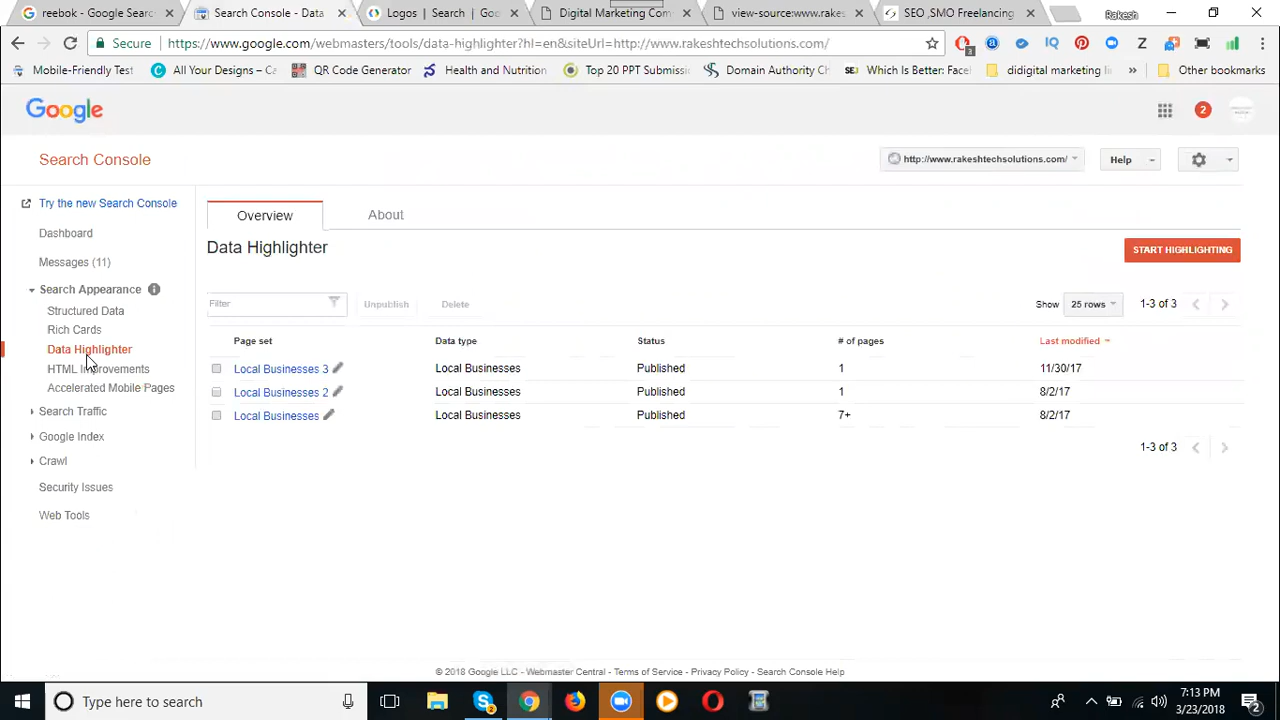 reebok - Google Search
Search Console - Data
Logos | Search | Goo
Digital Marketing Com
view-source:www.rakes
SEO ,SMO Freelancing
Rakesh
Secure
https://www.google.com/webmasters/tools/data-highlighter?hl=en&siteUrl=http://www.rakeshtechsolutions.com/
3
Mobile-Friendly Test
All Your Designs – Ca
QR Code Generator
Health and Nutrition
Top 20 PPT Submissi
Domain Authority Ch
Which Is Better: Face
didigital marketing
Other bookmarks
Google
2
Search Console
http://www.rakeshtechsolutions.com/
Help
Try the new Search Console
Overview
About
Dashboard
Data Highlighter
START HIGHLIGHTING
Messages (11)
Search Appearance
Structured Data
Rich Cards
Data Highlighter
HTML Improvements
Accelerated Mobile Pages
Search Traffic
Google Index
Crawl
Security Issues
Web Tools
Filter
Unpublish
Delete
Show
25 rows
1-3 of 3
Page set Data type Status # of pages Last modified
Local Businesses 3 Local Businesses Published 1 11/30/17
Local Businesses 2 Local Businesses Published 1 8/2/17
Local Businesses Local Businesses Published 7+ 8/2/17
1-3 of 3
© 2018 Google LLC - Webmaster Central - Terms of Service - Privacy Policy - Search Console Help
Type here to search
7:13 PM
3/23/2018
2